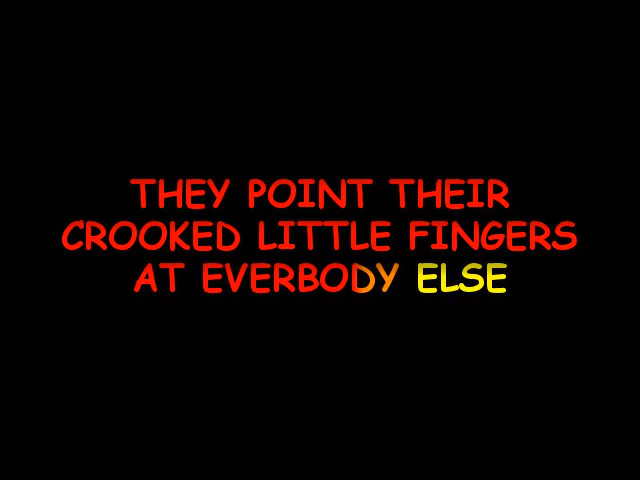 THEY POINT THEIR
CROOKED LITTLE FINGERS
AT EVERBODY ELSE